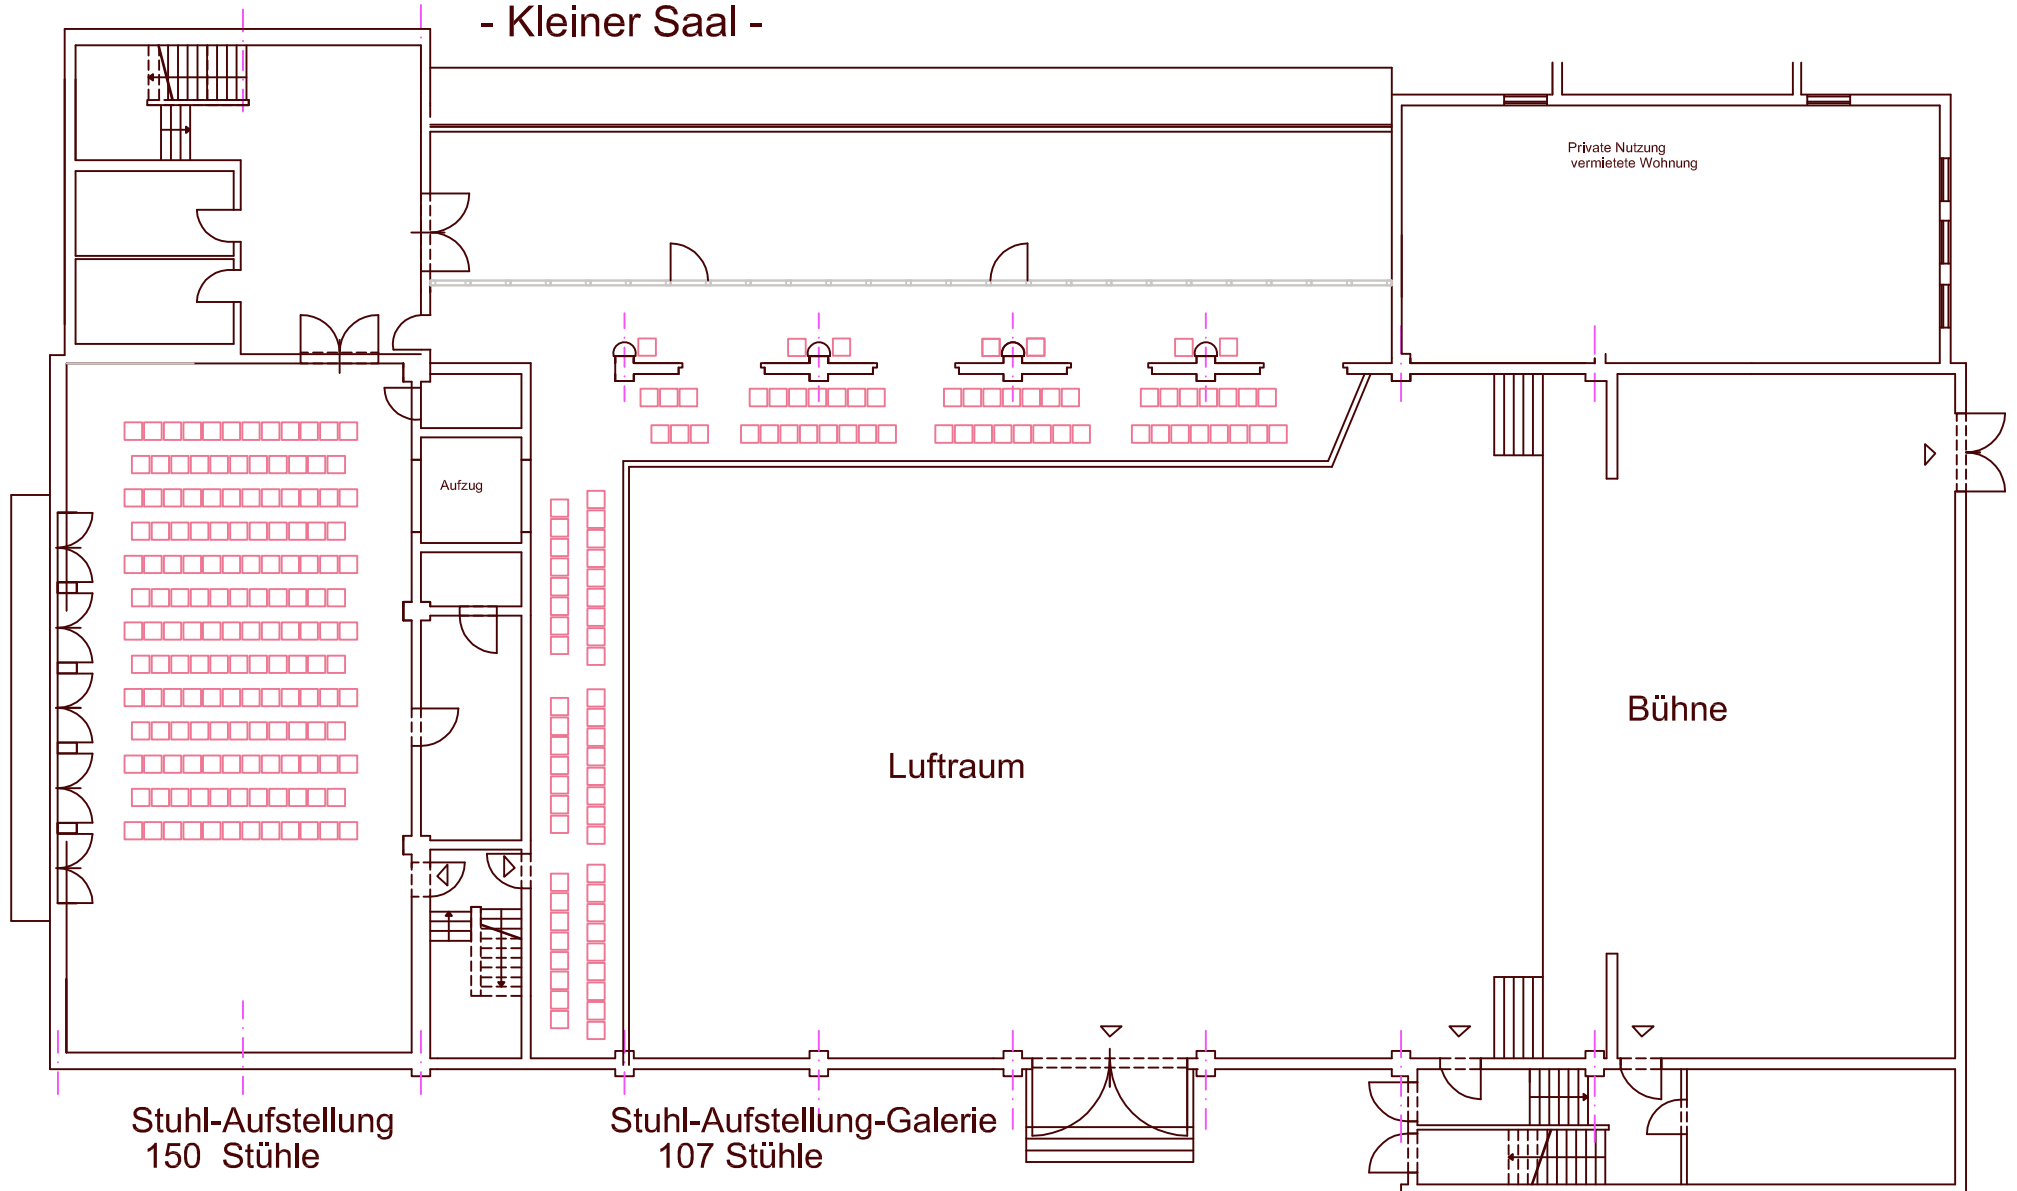 - Kleiner Saal -
Private Nutzung
vermietete Wohnung
Aufzug
Bühne
Luftraum
Stuhl-Aufstellung
150 Stühle
Stuhl-Aufstellung-Galerie
107 Stühle